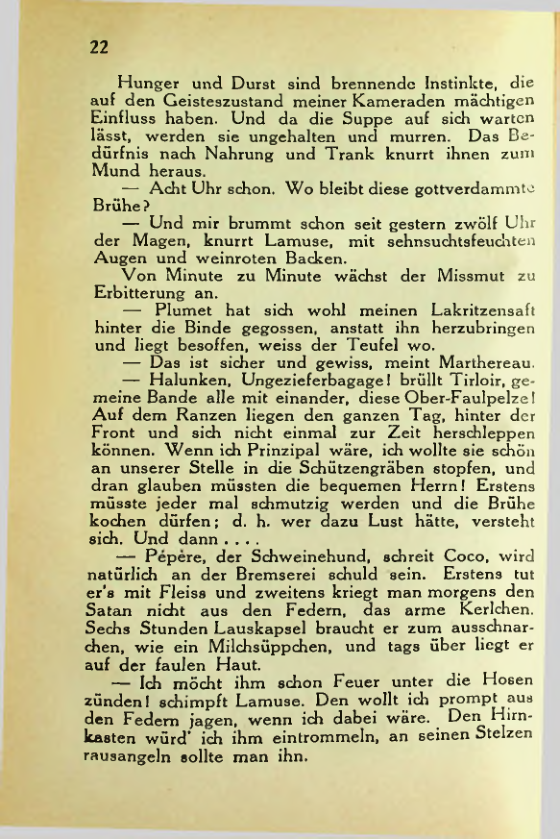 22
Hunger und Durst sind brennende Instinkte, die
auf den Geisteszustand meiner Kameraden mächtigen
Einfluss haben. Und da die Suppe auf sich warten
lässt, werden sie ungehalten und murren. Das Be-
dürfnis nach Nahrung und Trank knurrt ihnen zum
Mund heraus.
— Acht Uhr schon. Wo bleibt diese gottverdammte
Brühe?
— Und mir brummt schon seit gestern zwölf Uhr
der Magen, knurrt Lamuse, mit sehnsuchtsfeuchten
Augen und weinroten Backen.
Von Minute zu Minute wächst der Missmut zu
Erbitterung an.
— Plumet hat sich wohl meinen Lakritzensaft
hinter die Binde gegossen, anstatt ihn herzubringen
und liegt besoffen, weiss der Teufel wo.
— Das ist sicher und gewiss, meint Marthereau.
— Halunken, Ungezieferbagage! brüllt Tirloir, ge-
meine Bande alle mit einander, diese Ober-Faulpelze!
Auf dem Ranzen liegen den ganzen Tag, hinter der
Front und sich nicht einmal zur Zeit herschleppen
können. Wenn ich Prinzipal wäre, ich wollte sie schön
an unserer Stelle in die Schützengräben stopfen, und
dran glauben müssten die bequemen Herrn! Erstens
müsste jeder mal schmutzig werden und die Brühe
kochen dürfen; d. h. wer dazu Lust hätte, versteht
sich. Und dann . . . .
— Pépère, der Schweinehund, schreit Coco, wird
natürlich an der Bremserei schuld sein. Erstens tut
er's mit Fleiss und zweitens kriegt man morgens den
Satan nicht aus den Federn, das arme Kerlchen.
Sechs Stunden Lauskapsel braucht er zum ausschnar-
chen, wie ein Milchsüppchen, und tags über liegt er
auf der faulen Haut.
— Ich möcht ihm schon Feuer unter die Hosen
zünden! schimpft Lamuse. Den wollt ich prompt aus
den Federn jagen, wenn ich dabei wäre. Den Hirn-
kasten würd' ich ihm eintrommeln, an seinen Stelzen
rausangeln sollte man ihn.